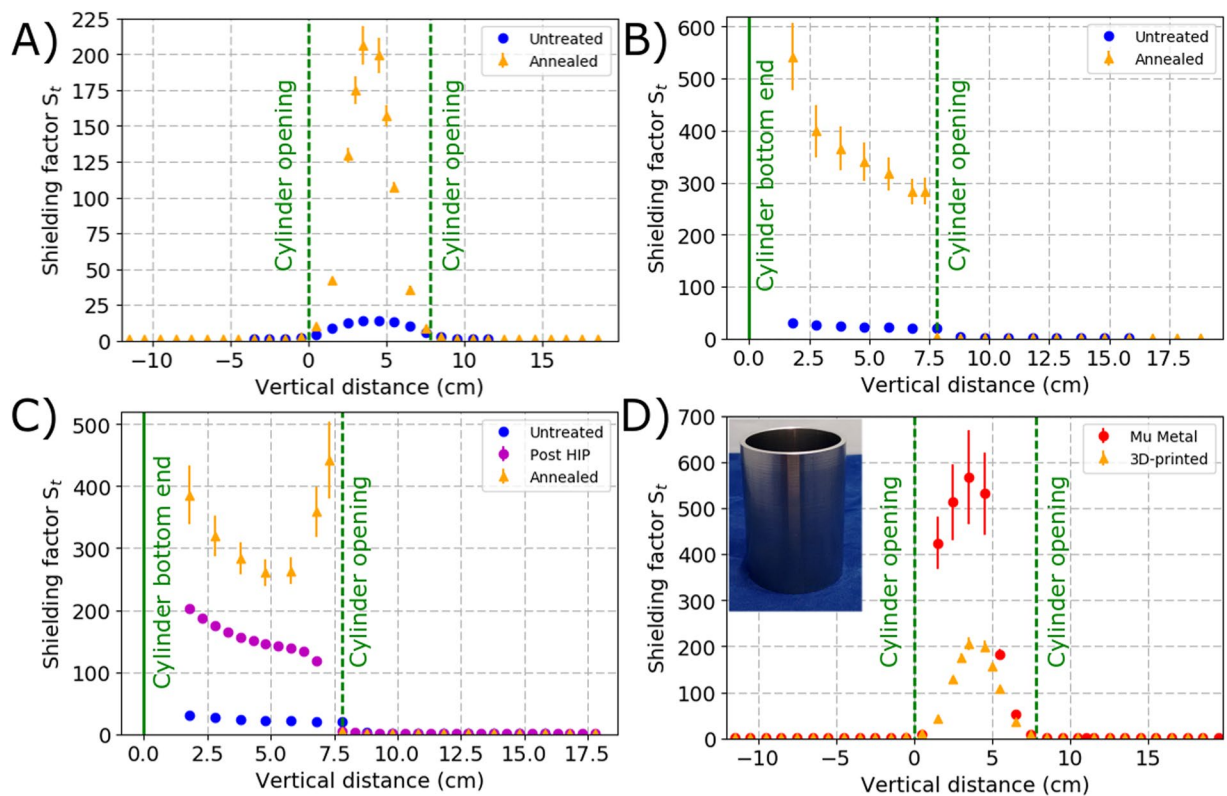 A)
225
200
175
150
125
100
75
50
25
0
Shielding factor St
Cylinder opening
Cylinder opening
Untreated
Annealed
−10 −5 0 5 10 15
Vertical distance (cm)
B)
600
500
400
300
200
100
0
Shielding factor St
Cylinder bottom end
Cylinder opening
Untreated
Annealed
0.0 2.5 5.0 7.5 10.0 12.5 15.0 17.5
Vertical distance (cm)
C)
500
400
300
200
100
0
Shielding factor St
Cylinder bottom end
Cylinder opening
Untreated
Post HIP
Annealed
0.0 2.5 5.0 7.5 10.0 12.5 15.0 17.5
Vertical distance (cm)
D)
700
600
500
400
300
200
100
0
Shielding factor St
Cylinder opening
Cylinder opening
Mu Metal
3D-printed
−10 −5 0 5 10 15
Vertical distance (cm)